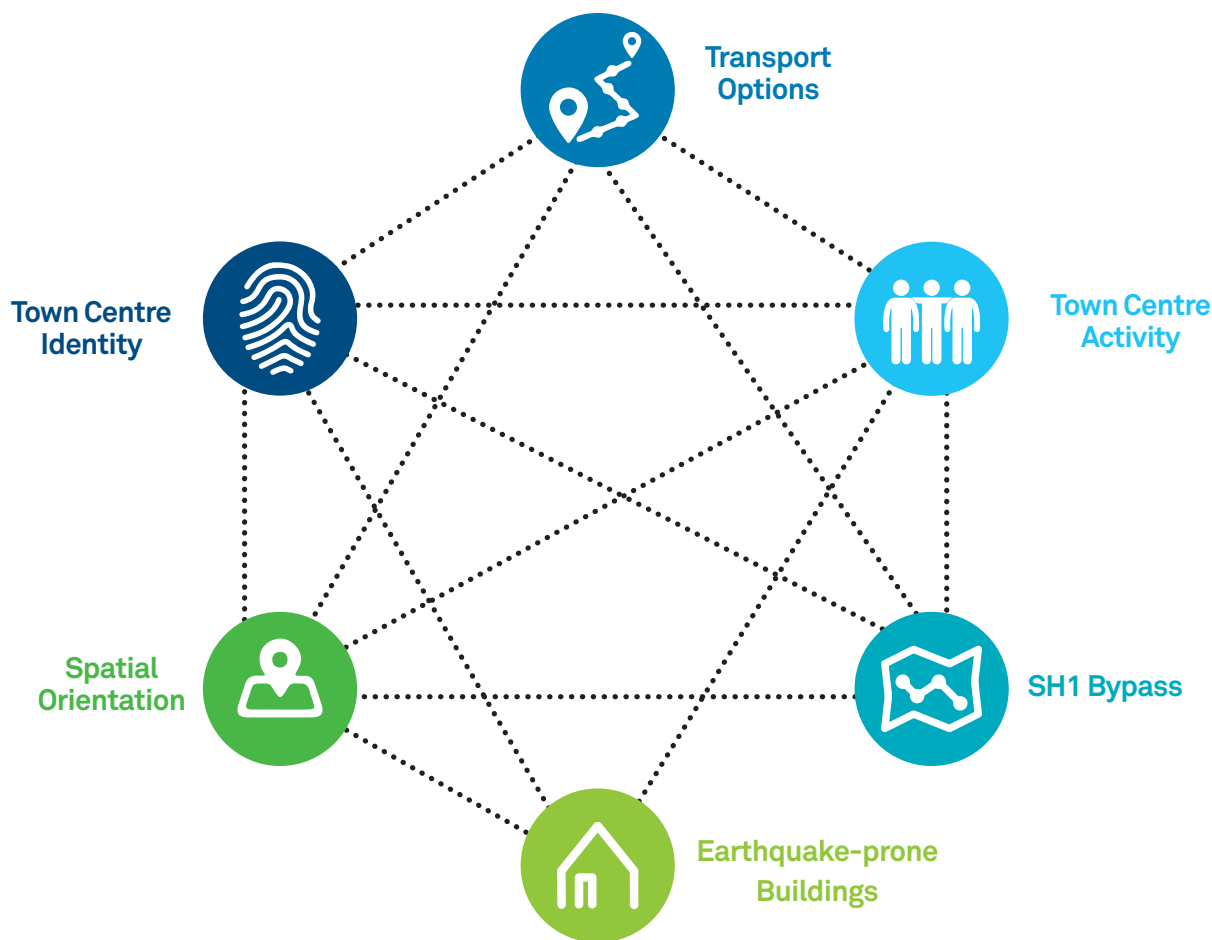 Transport
Options
Town Centre
Identity
Town Centre
Activity
Spatial
Orientation
SH1 Bypass
Earthquake-prone
Buildings